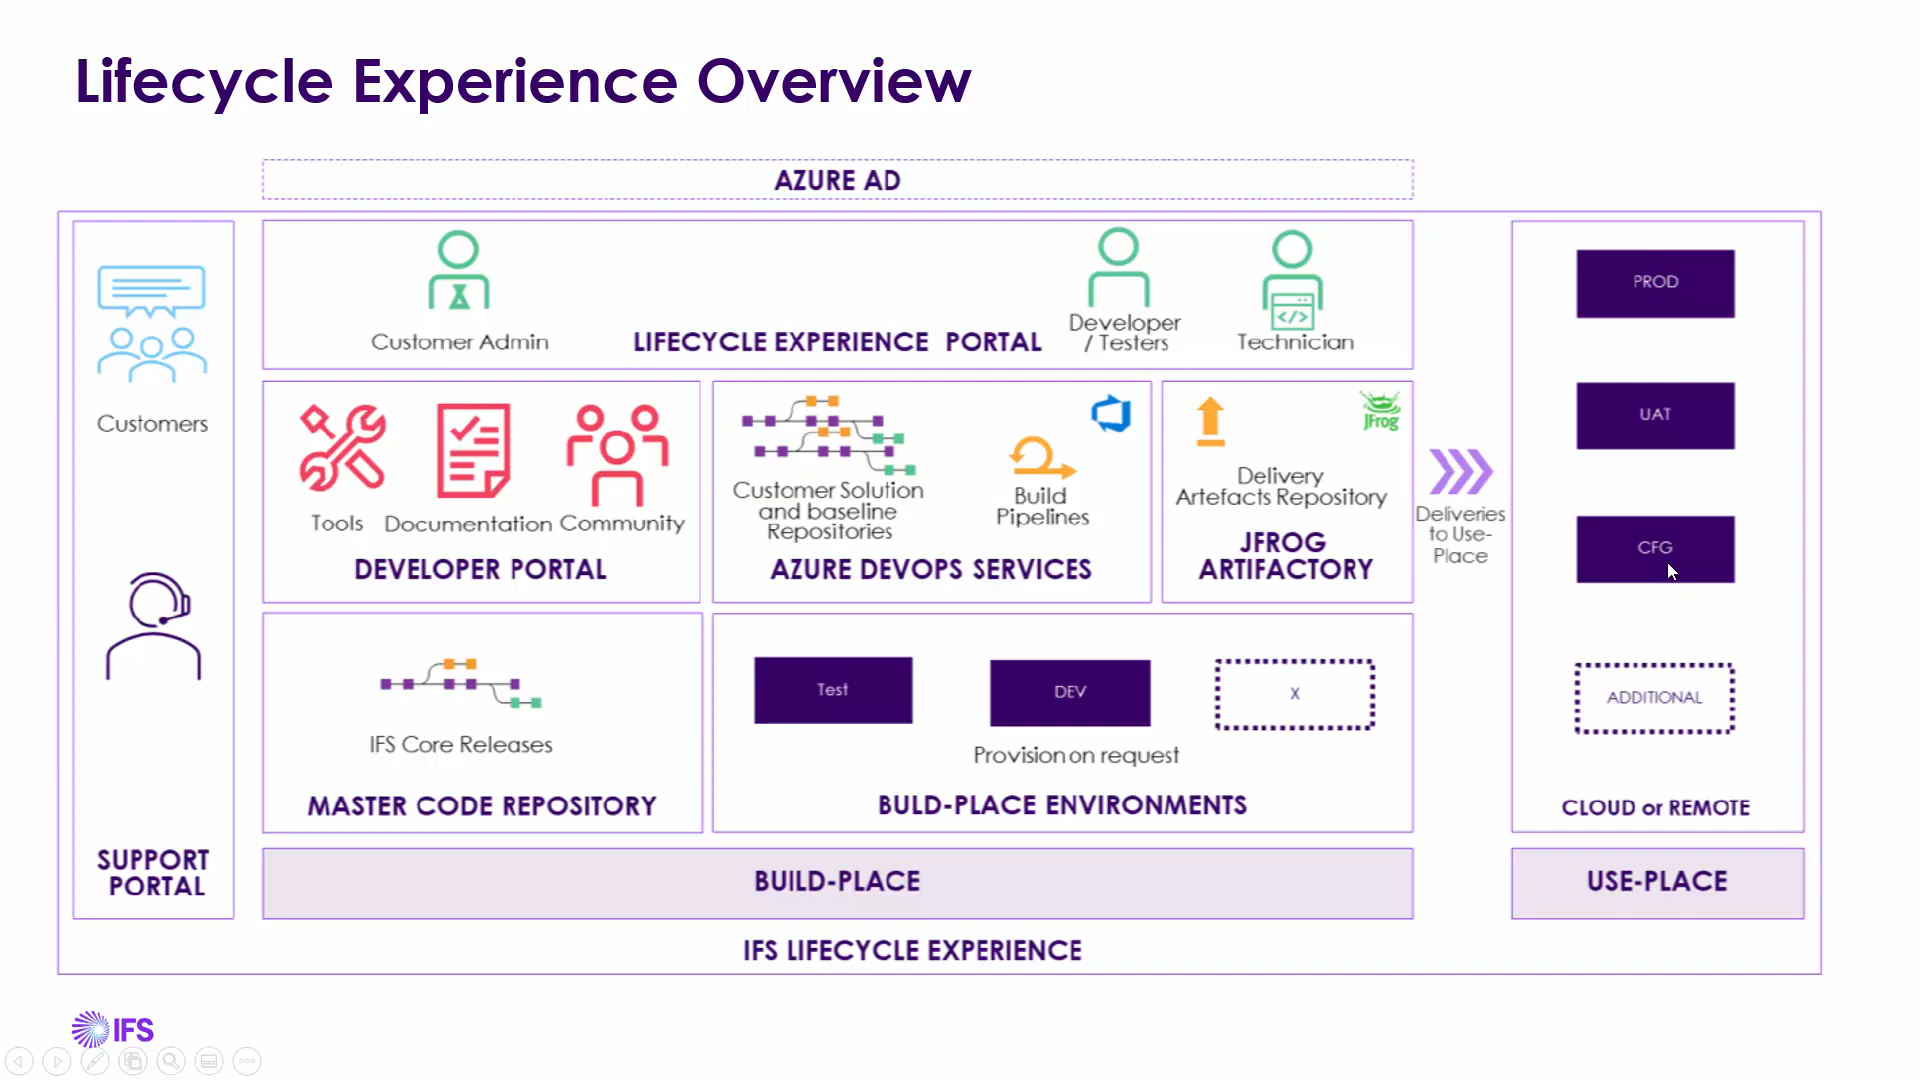 Lifecycle Experience Overview
AZURE AD
Customers
SUPPORT
PORTAL
Customer Admin
LIFECYCLE EXPERIENCE PORTAL
Developer
/ Testers
Technician
</>
Tools
Documentation
Community
DEVELOPER PORTAL
Customer Solution
and baseline
Repositories
Build
Pipelines
AZURE DEVOPS SERVICES
JFrog
Delivery
Artefacts Repository
JFROG
ARTIFACTORY
Deliveries
to Use-
Place
IFS Core Releases
MASTER CODE REPOSITORY
Test
DEV
X
Provision on request
BULD-PLACE ENVIRONMENTS
PROD
UAT
CFG
ADDITIONAL
CLOUD or REMOTE
BUILD-PLACE
USE-PLACE
IFS LIFECYCLE EXPERIENCE
IFS